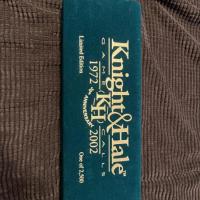 Knight&Hale
GAME CALLS
1972 KH 2002
Limited Edition
One of 2,500